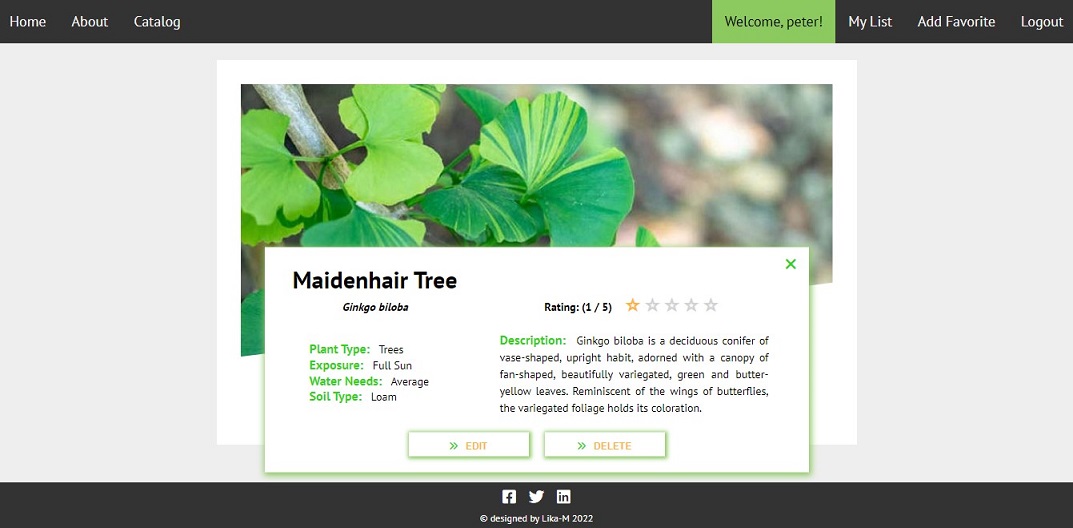 Home About Catalog Welcome, peter! My List Add Favorite Logout
Maidenhair Tree
Ginkgo biloba
Rating: (1 / 5)
Plant Type: Trees
Exposure: Full Sun
Water Needs: Average
Soil Type: Loam
Description: Ginkgo biloba is a deciduous conifer of
vase-shaped, upright habit, adorned with a canopy of
fan-shaped, beautifully variegated, green and butter-
yellow leaves. Reminiscent of the wings of butterflies,
the variegated foliage holds its coloration.
» EDIT
» DELETE
© designed by Lika-M 2022